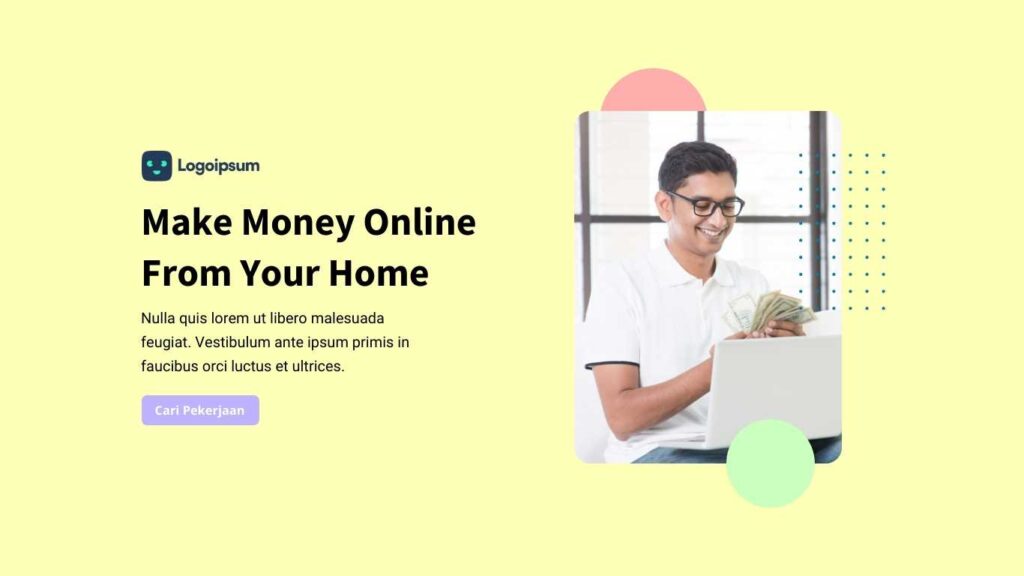 Logoipsum
Make Money Online
From Your Home
Nulla quis lorem ut libero malesuada
feugiat. Vestibulum ante ipsum primis in
faucibus orci luctus et ultrices.
Cari Pekerjaan